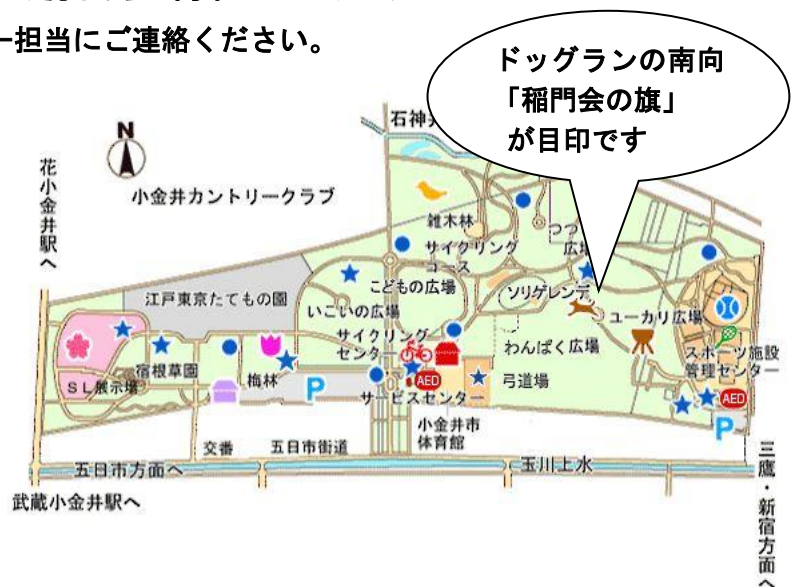 担当にご連絡ください。
ドッグランの南向
「稲門会の旗」
が目印です
N
花小金井駅へ
小金井カントリークラブ
雑木林
サイクリング
コース
こどもの広場
ソリゲレンデ
江戸東京たてもの園
いこいの広場
ユーカリ広場
サイクリング
センター
わんぱく広場
スポーツ施設
管理センター
宿根草園
梅林
SL展示場
P
AED
サービスセンター
弓道場
AED
P
小金井市
体育館
交番
五日市街道
玉川上水
五日市方面へ
武蔵小金井駅へ
三鷹・新宿方面へ